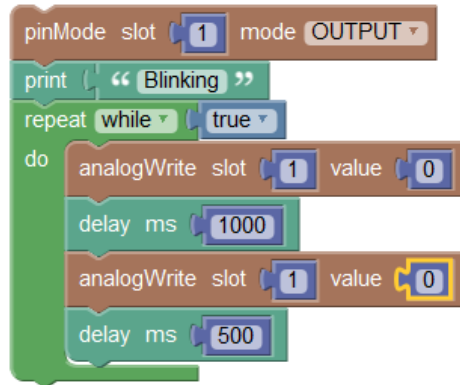 pinMode slot 1 mode OUTPUT
print “ Blinking ”
repeat while true
do analogWrite slot 1 value 0
delay ms 1000
analogWrite slot 1 value 0
delay ms 500